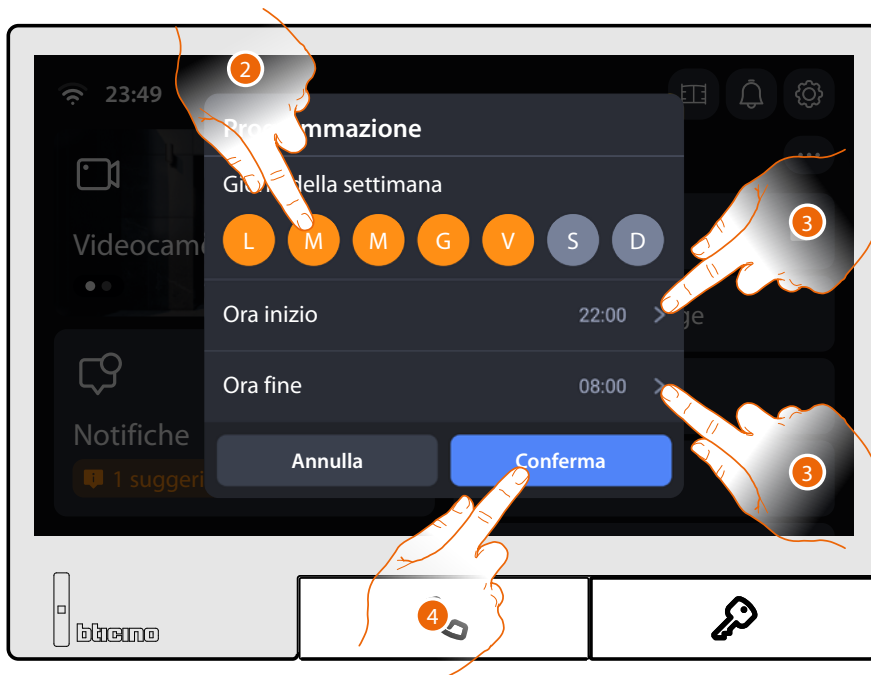 2
23:49
Programmazione
Giorni della settimana
Videocam
L M M G V S D
3
Ora inizio 22:00
ge
Ora fine 08:00
Notifiche
1 suggeri
Annulla Conferma
3
4
bticino